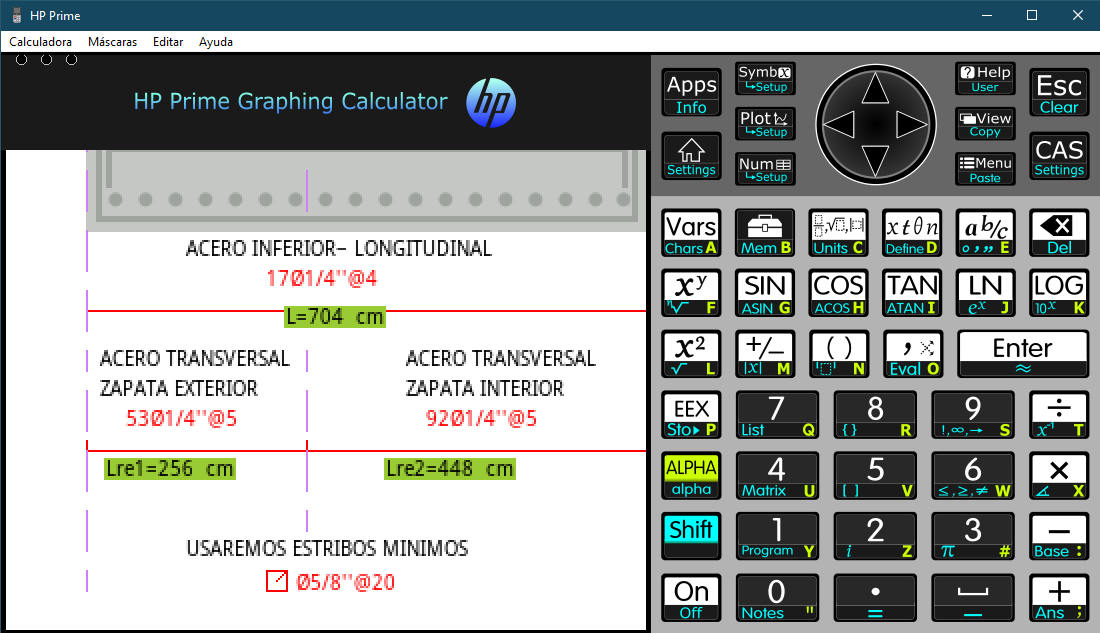 HP Prime
Calculadora Máscaras Editar Ayuda
HP Prime Graphing Calculator hp
ACERO INFERIOR– LONGITUDINAL
17Ø1/4''@4
L=704 cm
ACERO TRANSVERSAL
ZAPATA EXTERIOR
53Ø1/4''@5
ACERO TRANSVERSAL
ZAPATA INTERIOR
92Ø1/4''@5
Lre1=256 cm
Lre2=448 cm
USAREMOS ESTRIBOS MINIMOS
Ø5/8''@20
Apps
Info
Symb
↳Setup
Plot
↳Setup
Num
↳Setup
Settings
? Help
User
View
Copy
Menu
Paste
Esc
Clear
CAS
Settings
Vars
Chars A
Mem B
Units C
x t θ n
Define D
a b/c
° ′ ″ E
Del
xʸ
ⁿ√ F
SIN
ASIN G
COS
ACOS H
TAN
ATAN I
LN
eˣ J
LOG
10ˣ K
x²
√ L
+/–
|x| M
( )
N
,
Eval O
Enter
≈
EEX
Sto▸ P
7
List Q
8
{ } R
9
!,∞,→ S
÷
x⁻¹ T
ALPHA
alpha
4
Matrix U
5
[ ] V
6
≤,≥,≠ W
×
∡ X
Shift
1
Program Y
2
i Z
3
π #
–
Base :
On
Off
0
Notes "
.
=
_
+
Ans ;